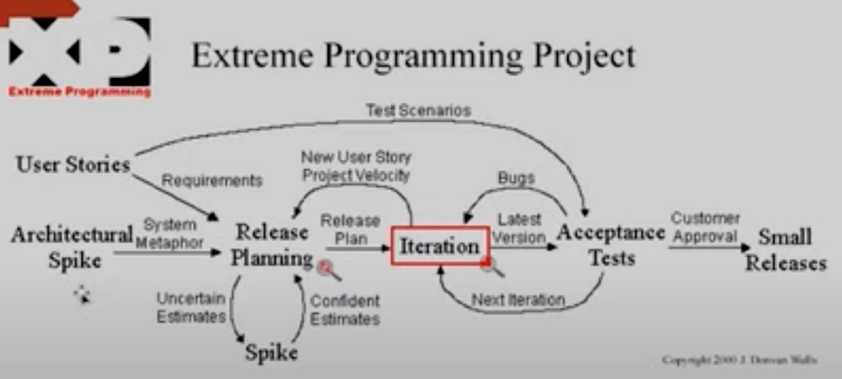 XP
Extreme Programming
Extreme Programming Project
Test Scenarios
User Stories
Requirements
New User Story
Project Velocity
Bugs
Architectural
Spike
System
Metaphor
Release
Planning
Release
Plan
Iteration
Latest
Version
Acceptance
Tests
Customer
Approval
Small
Releases
Uncertain
Estimates
Confident
Estimates
Next Iteration
Spike
Copyright 2000 J. Donvan Wells